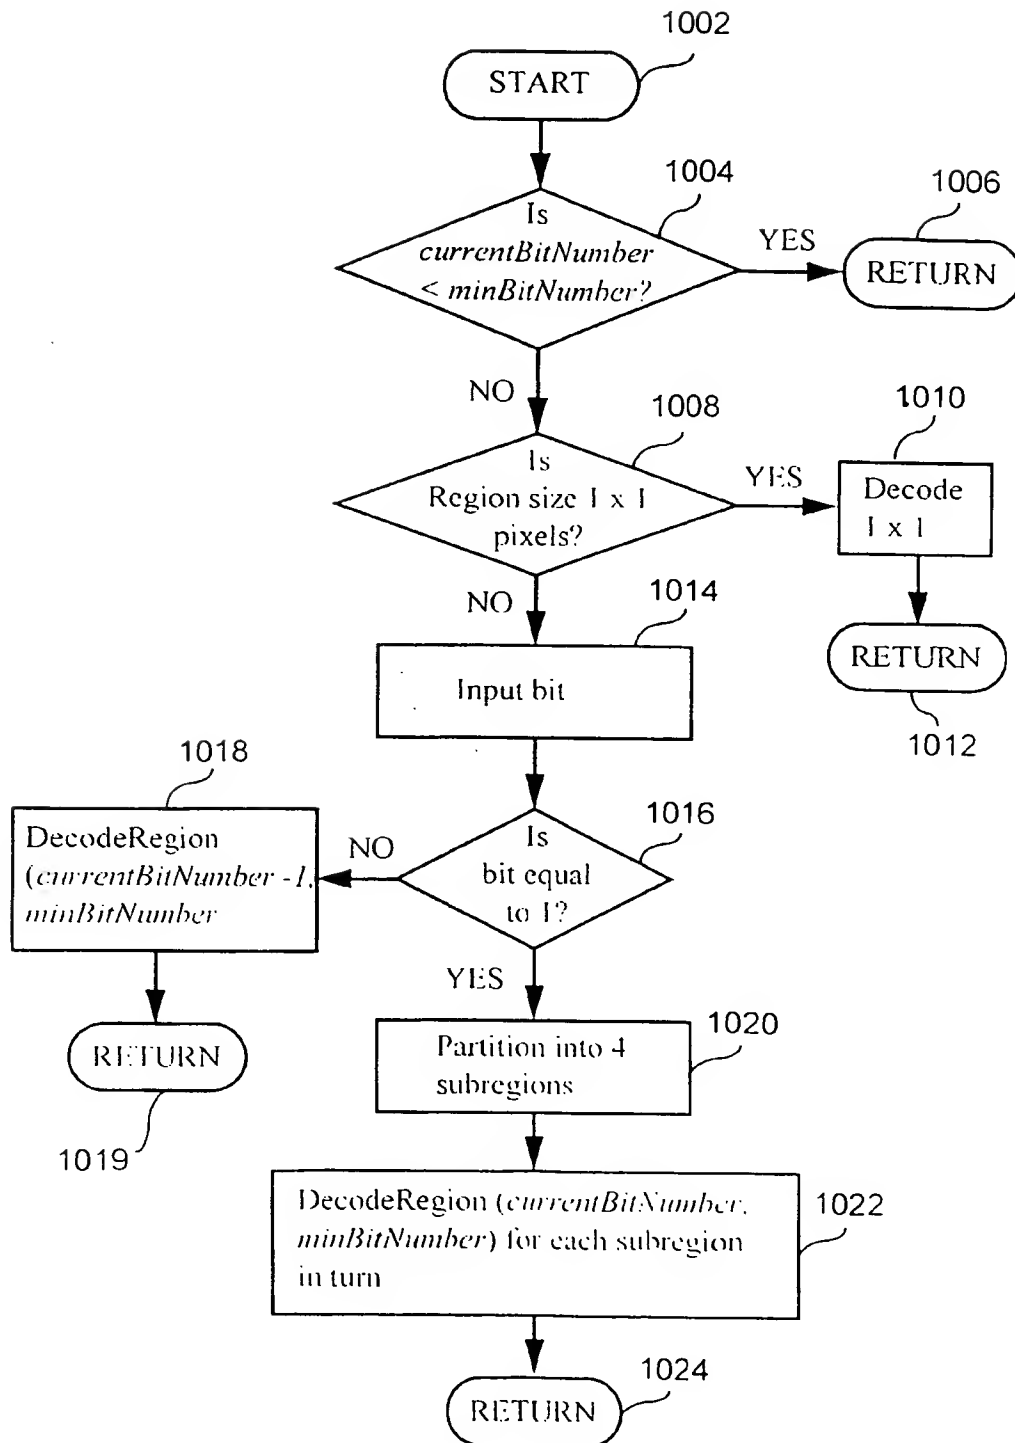 1002
START
1004
Is
currentBitNumber
< minBitNumber?
YES
1006
RETURN
NO
1008
Is
Region size 1 x 1
pixels?
YES
1010
Decode
1 x 1
RETURN
1012
NO
1014
Input bit
1016
Is
bit equal
to 1?
NO
1018
DecodeRegion
(currentBitNumber -1,
minBitNumber
RETURN
1019
YES
1020
Partition into 4
subregions
1022
DecodeRegion (currentBitNumber,
minBitNumber) for each subregion
in turn
1024
RETURN